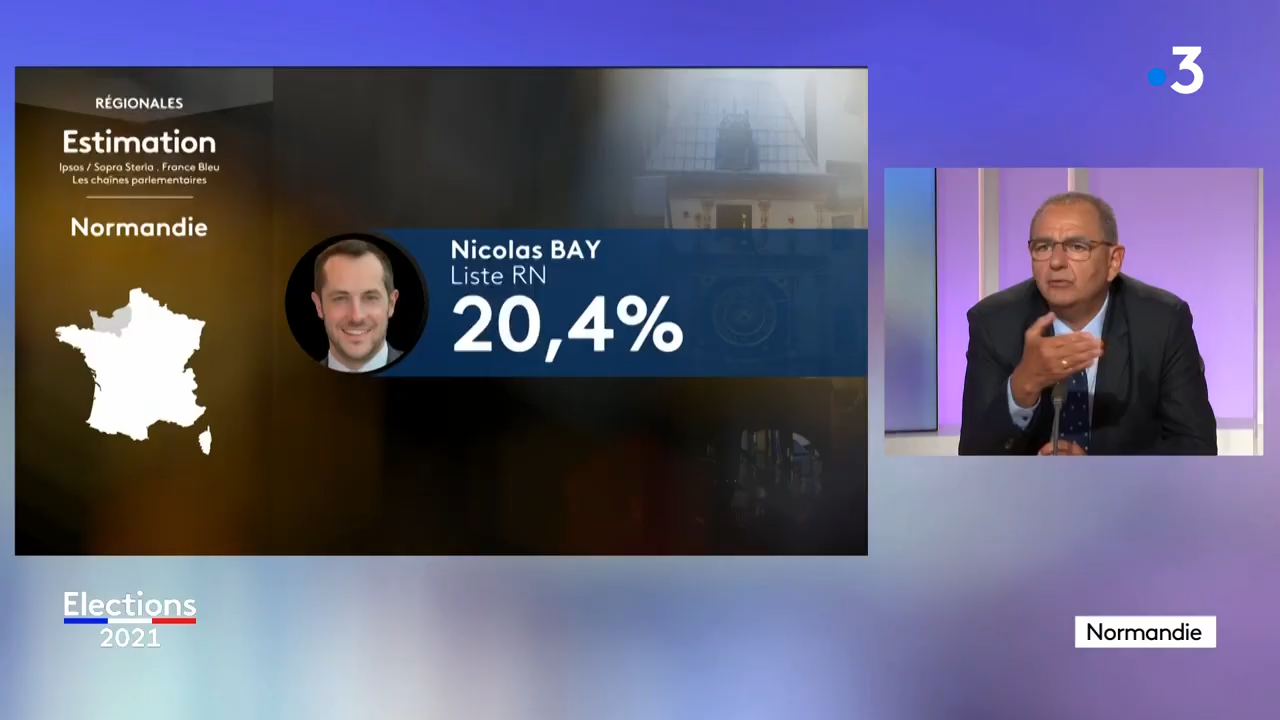 3
RÉGIONALES
Estimation
Ipsos / Sopra Steria . France Bleu
Les chaînes parlementaires
Normandie
Nicolas BAY
Liste RN
20,4%
Elections
2021
Normandie